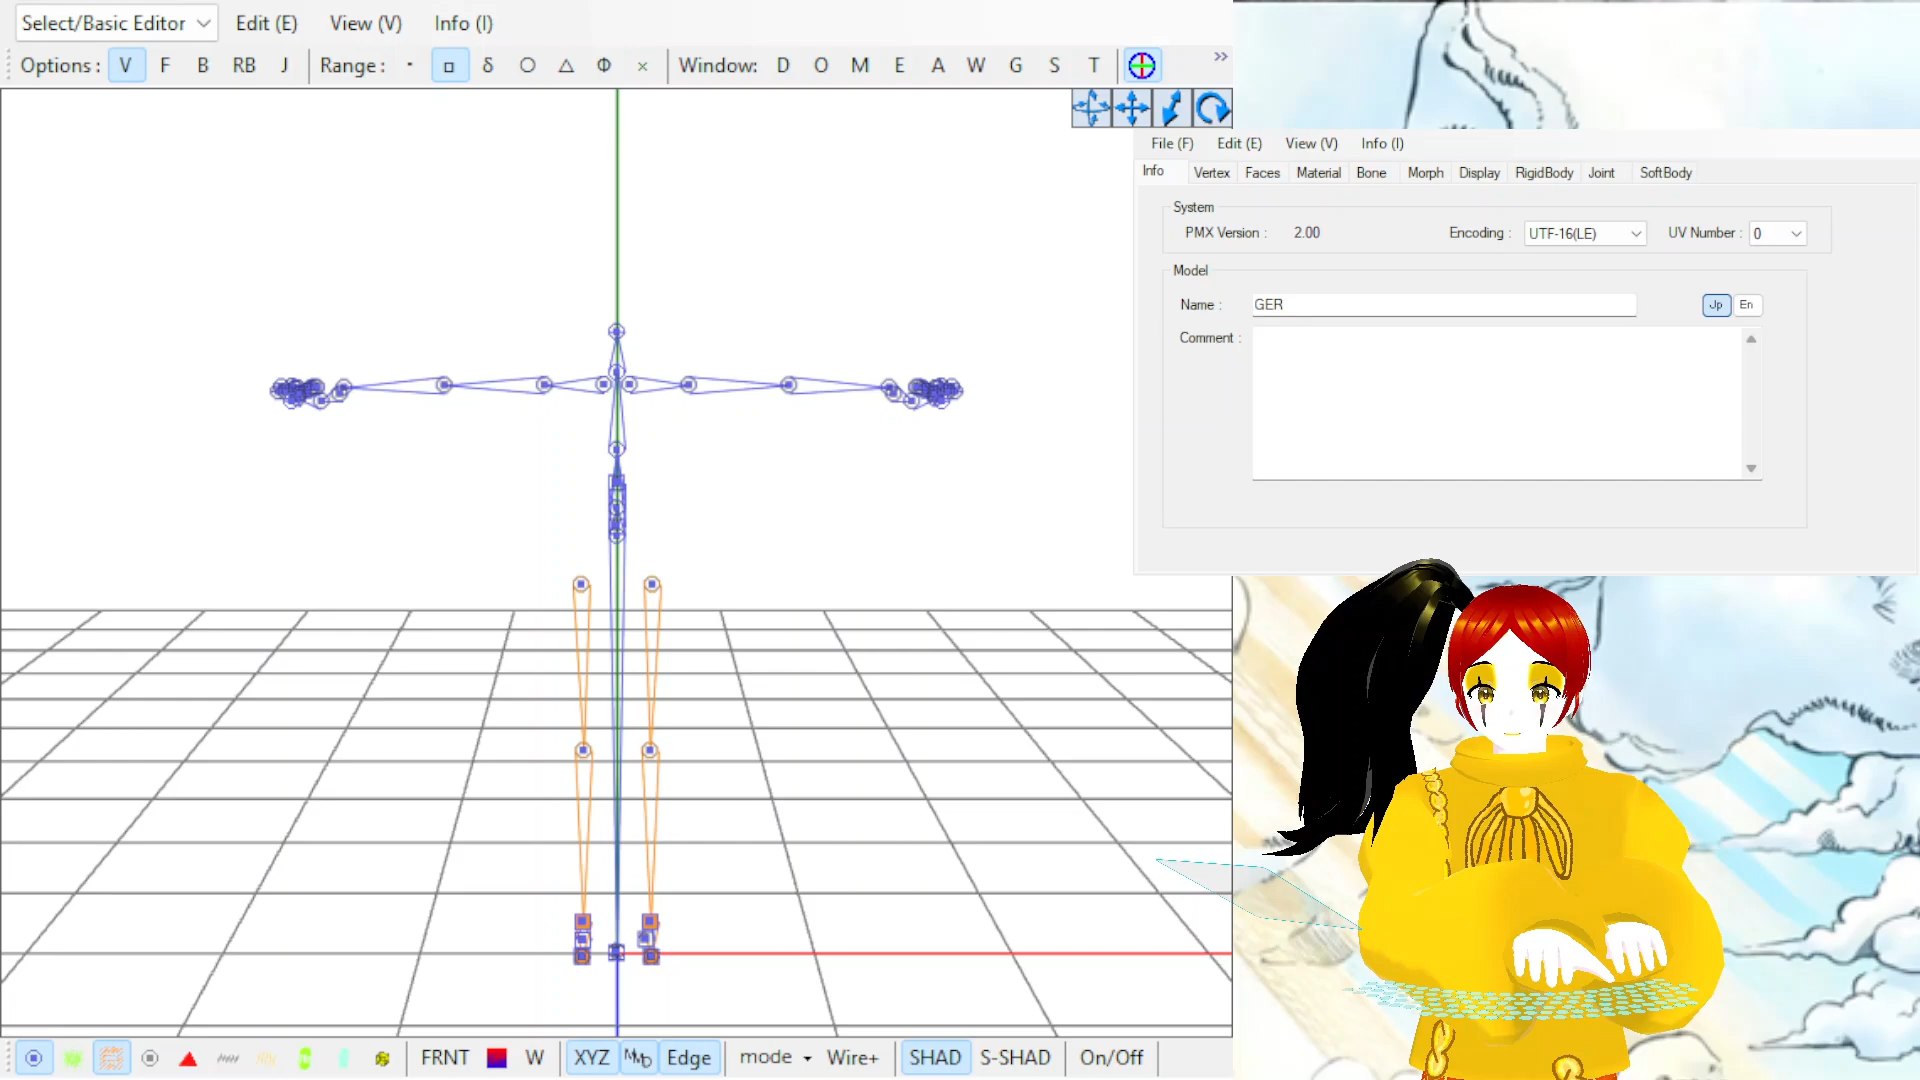 Select/Basic Editor Edit (E) View (V) Info (I)
Options : V F B RB J Range : · □ δ ○ △ Φ × Window: D O M E A W G S T »
File (F) Edit (E) View (V) Info (I)
Info Vertex Faces Material Bone Morph Display RigidBody Joint SoftBody
System
PMX Version : 2.00 Encoding : UTF-16(LE) UV Number : 0
Model
Name : GER Jp En
Comment :
FRNT W XYZ MMD Edge mode Wire+ SHAD S-SHAD On/Off